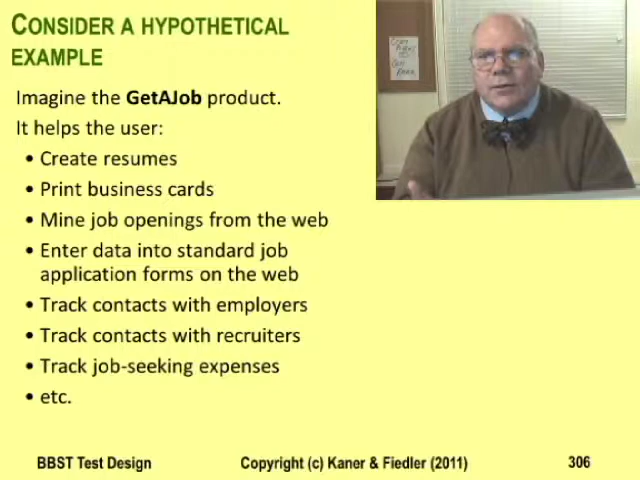 CONSIDER A HYPOTHETICAL
EXAMPLE
Imagine the GetAJob product.
It helps the user:
• Create resumes
• Print business cards
• Mine job openings from the web
• Enter data into standard job
application forms on the web
• Track contacts with employers
• Track contacts with recruiters
• Track job-seeking expenses
• etc.
BBST Test Design
Copyright (c) Kaner & Fiedler (2011)
306